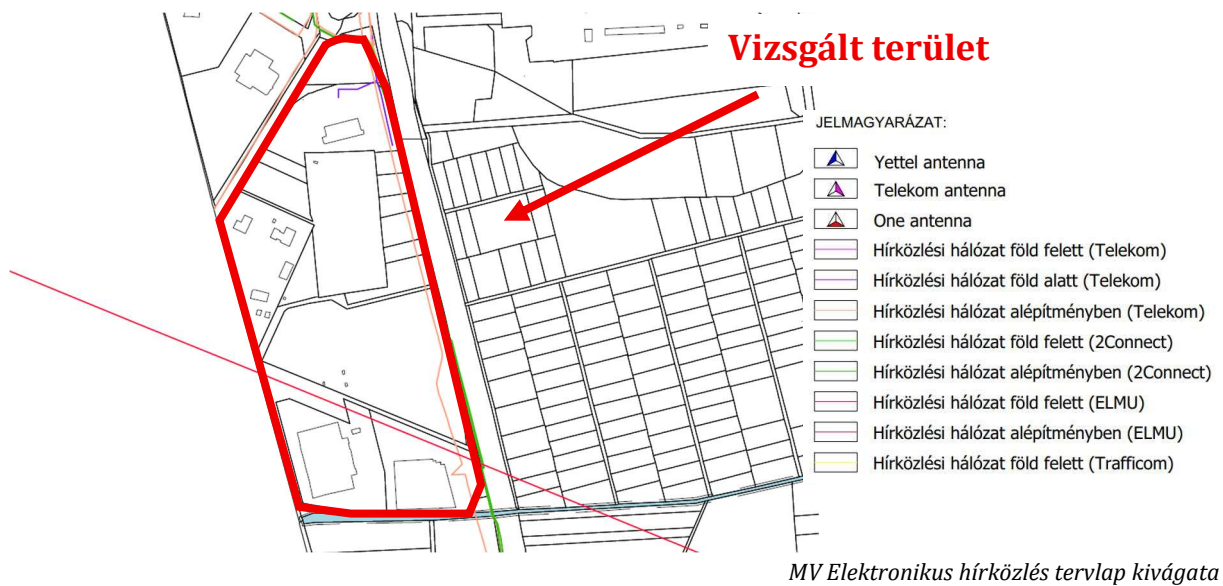 Vizsgált terület
JELMAGYARÁZAT:
Yettel antenna
Telekom antenna
One antenna
Hírközlési hálózat föld felett (Telekom)
Hírközlési hálózat föld alatt (Telekom)
Hírközlési hálózat alépítményben (Telekom)
Hírközlési hálózat föld felett (2Connect)
Hírközlési hálózat alépítményben (2Connect)
Hírközlési hálózat föld felett (ELMU)
Hírközlési hálózat alépítményben (ELMU)
Hírközlési hálózat föld felett (Trafficom)
MV Elektronikus hírközlés tervlap kivágata